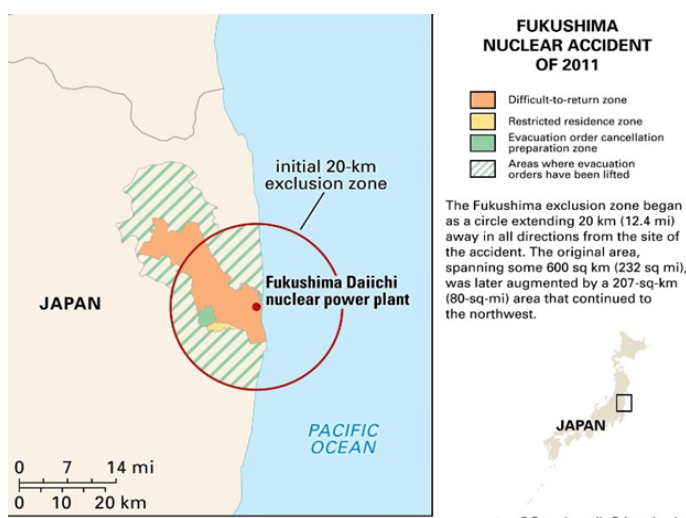 FUKUSHIMA
NUCLEAR ACCIDENT
OF 2011
Difficult-to-return zone
Restricted residence zone
Evacuation order cancellation
preparation zone
Areas where evacuation
orders have been lifted
The Fukushima exclusion zone began
as a circle extending 20 km (12.4 mi)
away in all directions from the site of
the accident. The original area,
spanning some 600 sq km (232 sq mi),
was later augmented by a 207-sq-km
(80-sq-mi) area that continued to
the northwest.
initial 20-km
exclusion zone
Fukushima Daiichi
nuclear power plant
JAPAN
PACIFIC
OCEAN
0 7 14 mi
0 10 20 km
JAPAN